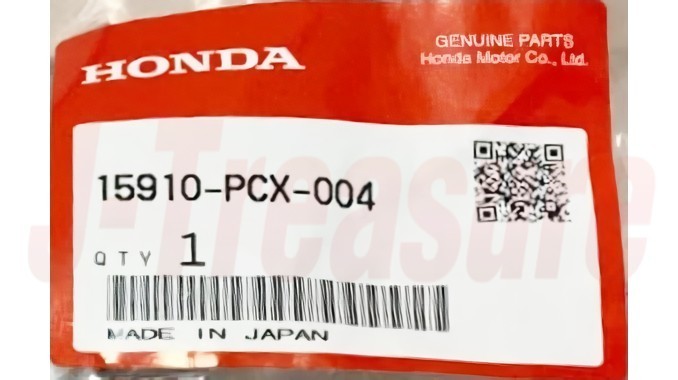 HONDA
GENUINE PARTS
Honda Motor Co., Ltd.
15910-PCX-004
QTY 1
MADE IN JAPAN
J-Treasure